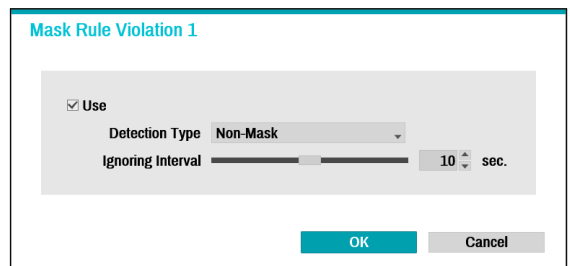 Mask Rule Violation 1
Use
Detection Type Non-Mask
Ignoring Interval 10 sec.
OK Cancel